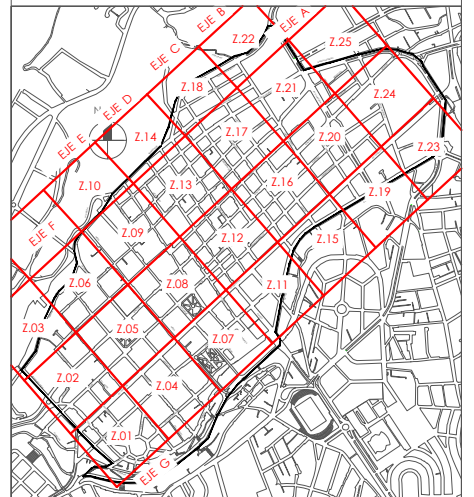 EJE B
EJE A
EJE C
Z.22
Z.25
Z.18
Z.21
Z.24
EJE D
Z.14
Z.17
Z.20
EJE E
Z.23
Z.10
Z.13
Z.16
Z.19
EJE F
Z.09
Z.12
Z.15
Z.06
Z.08
Z.11
Z.03
Z.05
Z.07
Z.02
Z.04
Z.01
EJE G